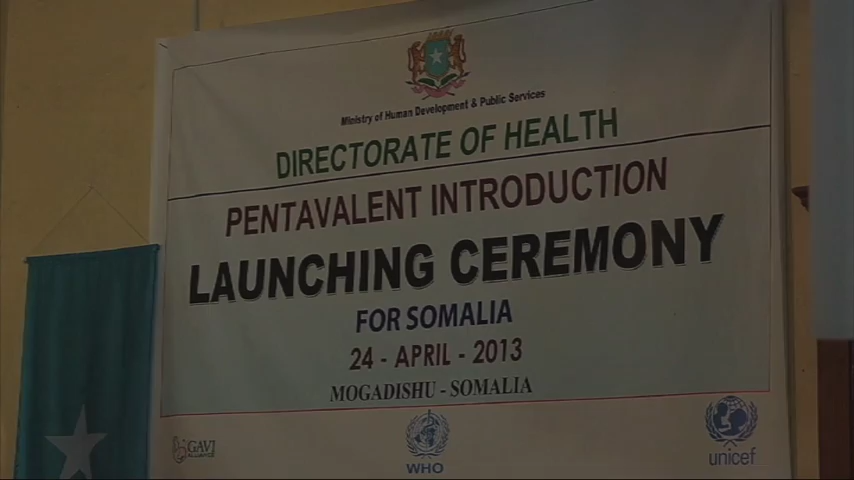 Ministry of Human Development & Public Services
DIRECTORATE OF HEALTH
PENTAVALENT INTRODUCTION
LAUNCHING CEREMONY
FOR SOMALIA
24 - APRIL - 2013
MOGADISHU - SOMALIA
GAVI
ALLIANCE
WHO
unicef